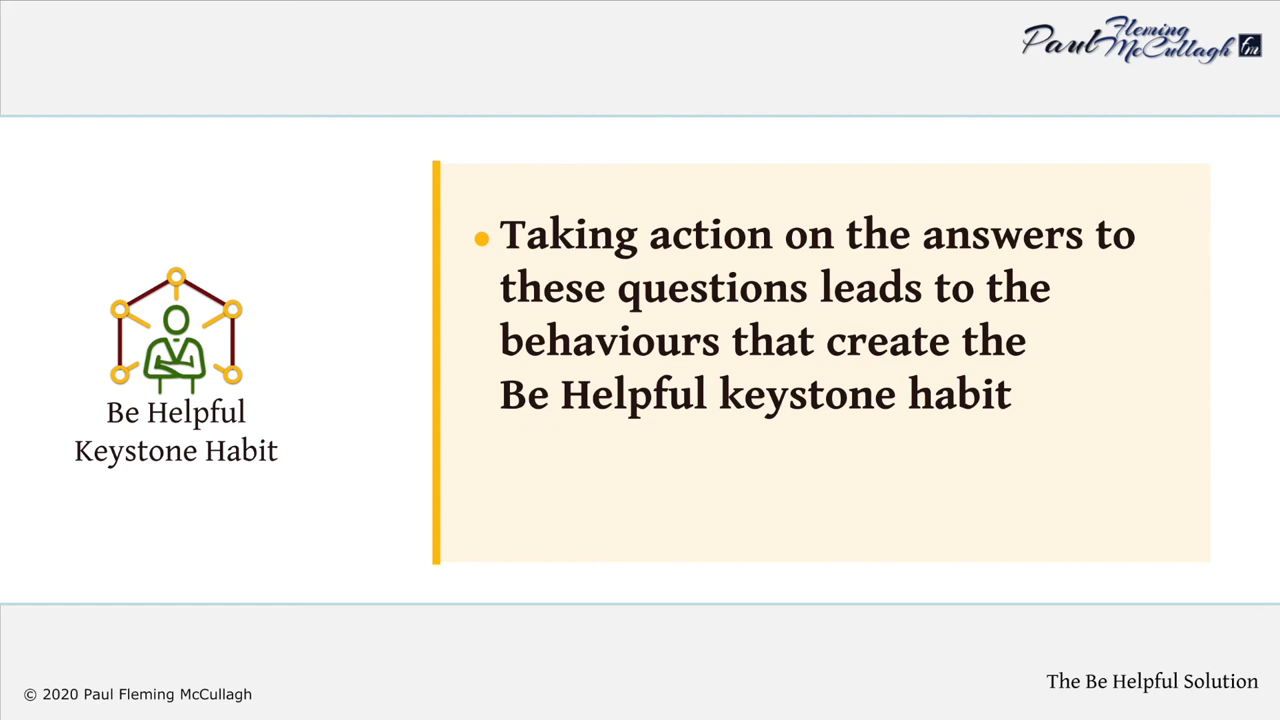 Paul Fleming McCullagh fm
Taking action on the answers to
these questions leads to the
behaviours that create the
Be Helpful keystone habit
Be Helpful
Keystone Habit
© 2020 Paul Fleming McCullagh
The Be Helpful Solution